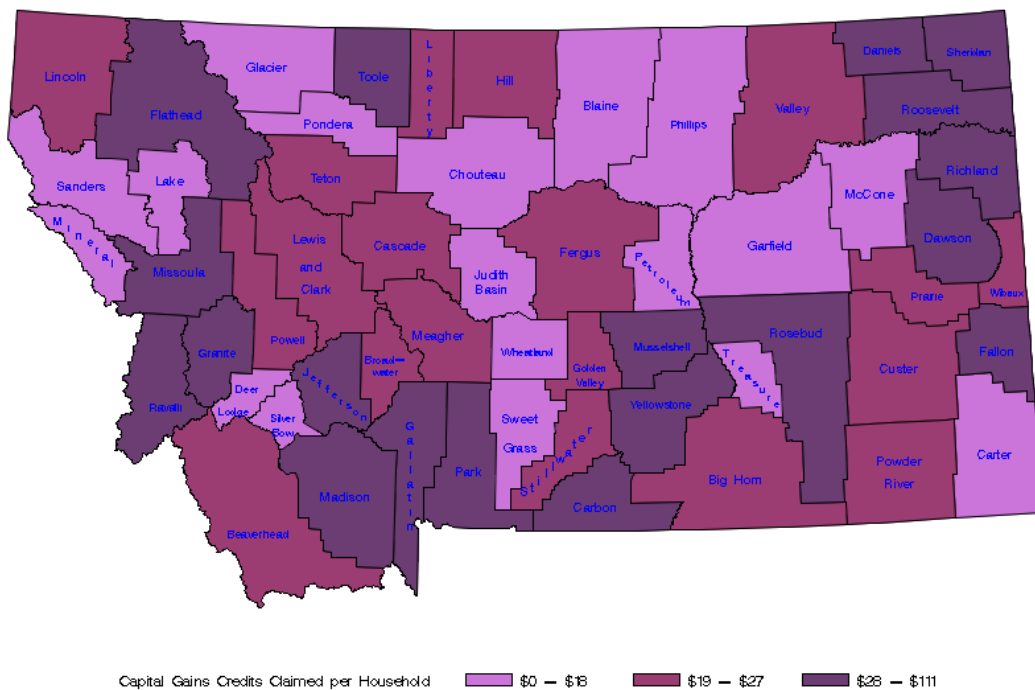 Lincoln
Flathead
Glacier
Toole
Liberty
Hill
Blaine
Phillips
Valley
Daniels
Sheridan
Roosevelt
Pondera
Sanders
Lake
Teton
Chouteau
McCone
Richland
Mineral
Missoula
Lewis
and
Clark
Cascade
Judith
Basin
Fergus
Petroleum
Garfield
Dawson
Prairie
Wibaux
Powell
Granite
Meagher
Broad-
water
Wheatland
Golden
Valley
Musselshell
Rosebud
Treasure
Custer
Fallon
Ravalli
Deer
Lodge
Silver
Bow
Jefferson
Gallatin
Park
Sweet
Grass
Stillwater
Yellowstone
Big Horn
Powder
River
Carter
Madison
Beaverhead
Carbon
Capital Gains Credits Claimed per Household $0 – $18 $19 – $27 $28 – $111